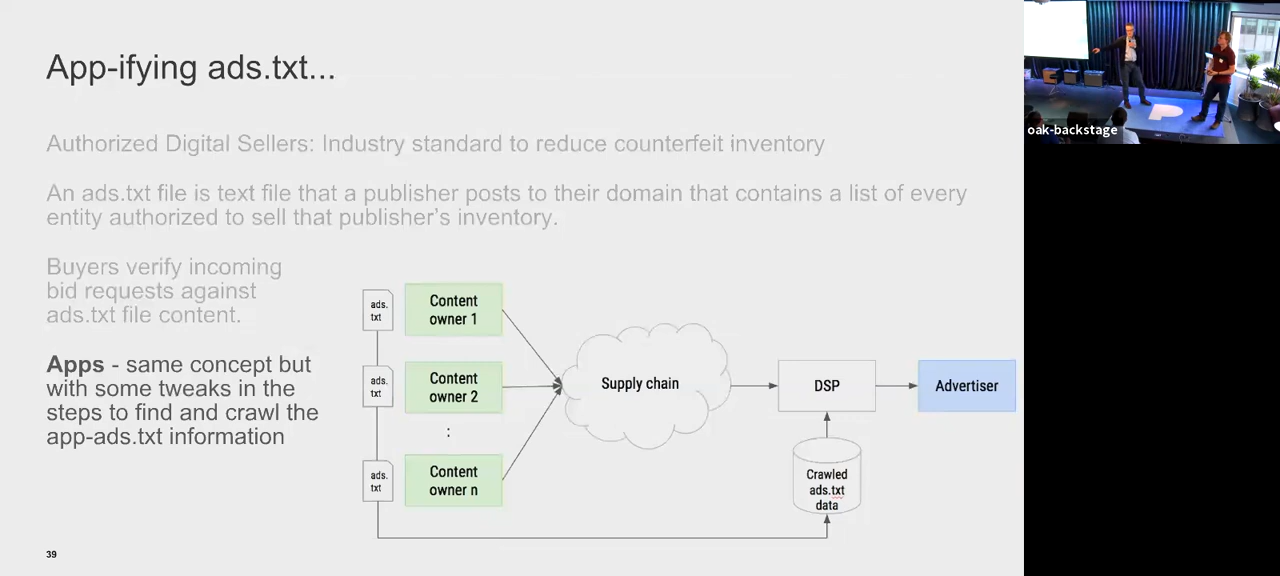 App-ifying ads.txt...
Authorized Digital Sellers: Industry standard to reduce counterfeit inventory
An ads.txt file is text file that a publisher posts to their domain that contains a list of every
entity authorized to sell that publisher's inventory.
Buyers verify incoming
bid requests against
ads.txt file content.
Apps - same concept but
with some tweaks in the
steps to find and crawl the
app-ads.txt information
ads.
txt
Content
owner 1
ads.
txt
Content
owner 2
:
ads.
txt
Content
owner n
Supply chain
DSP
Advertiser
Crawled
ads.txt
data
39
oak-backstage